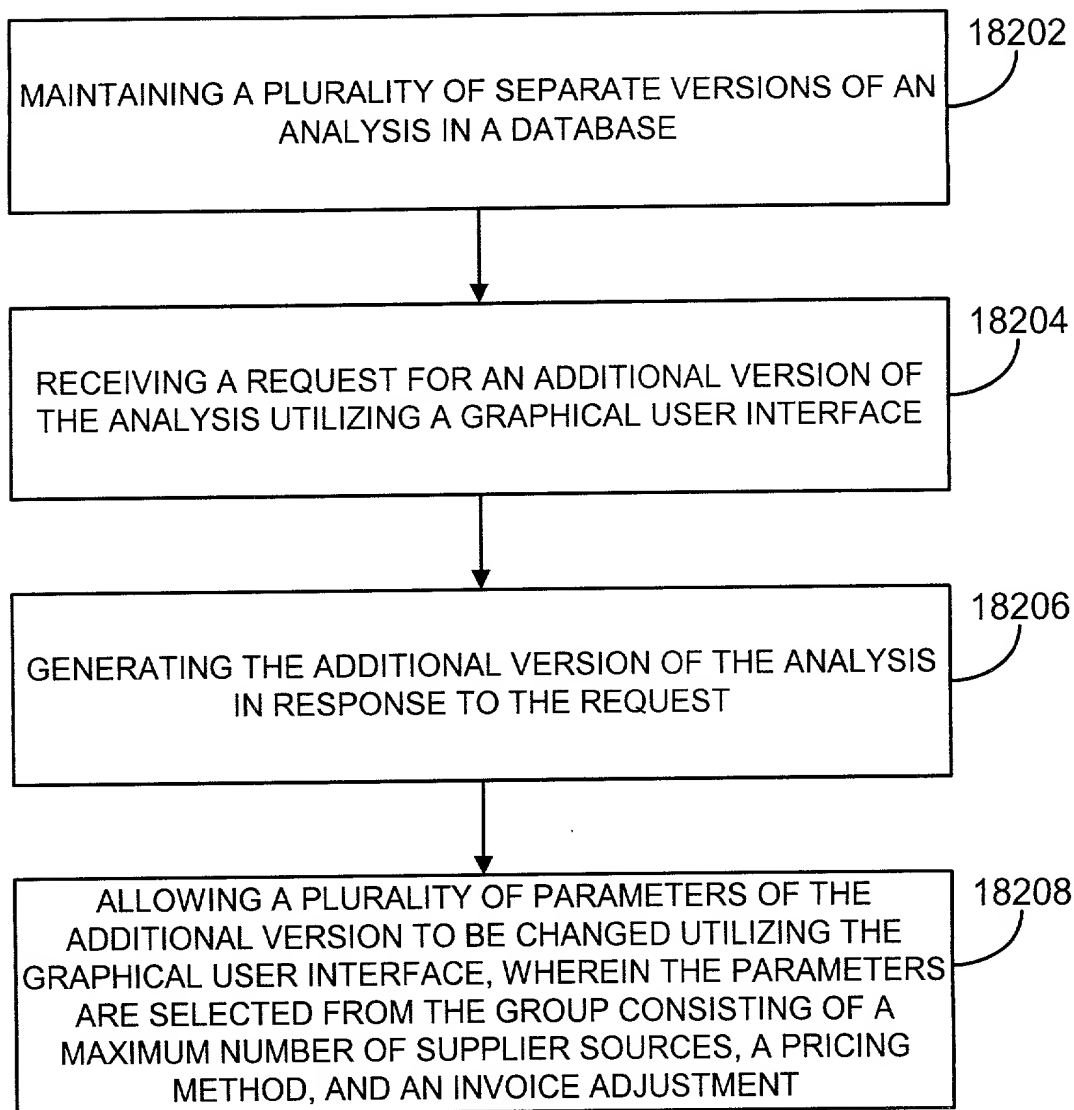 18202
MAINTAINING A PLURALITY OF SEPARATE VERSIONS OF AN
ANALYSIS IN A DATABASE
18204
RECEIVING A REQUEST FOR AN ADDITIONAL VERSION OF
THE ANALYSIS UTILIZING A GRAPHICAL USER INTERFACE
18206
GENERATING THE ADDITIONAL VERSION OF THE ANALYSIS
IN RESPONSE TO THE REQUEST
18208
ALLOWING A PLURALITY OF PARAMETERS OF THE
ADDITIONAL VERSION TO BE CHANGED UTILIZING THE
GRAPHICAL USER INTERFACE, WHEREIN THE PARAMETERS
ARE SELECTED FROM THE GROUP CONSISTING OF A
MAXIMUM NUMBER OF SUPPLIER SOURCES, A PRICING
METHOD, AND AN INVOICE ADJUSTMENT